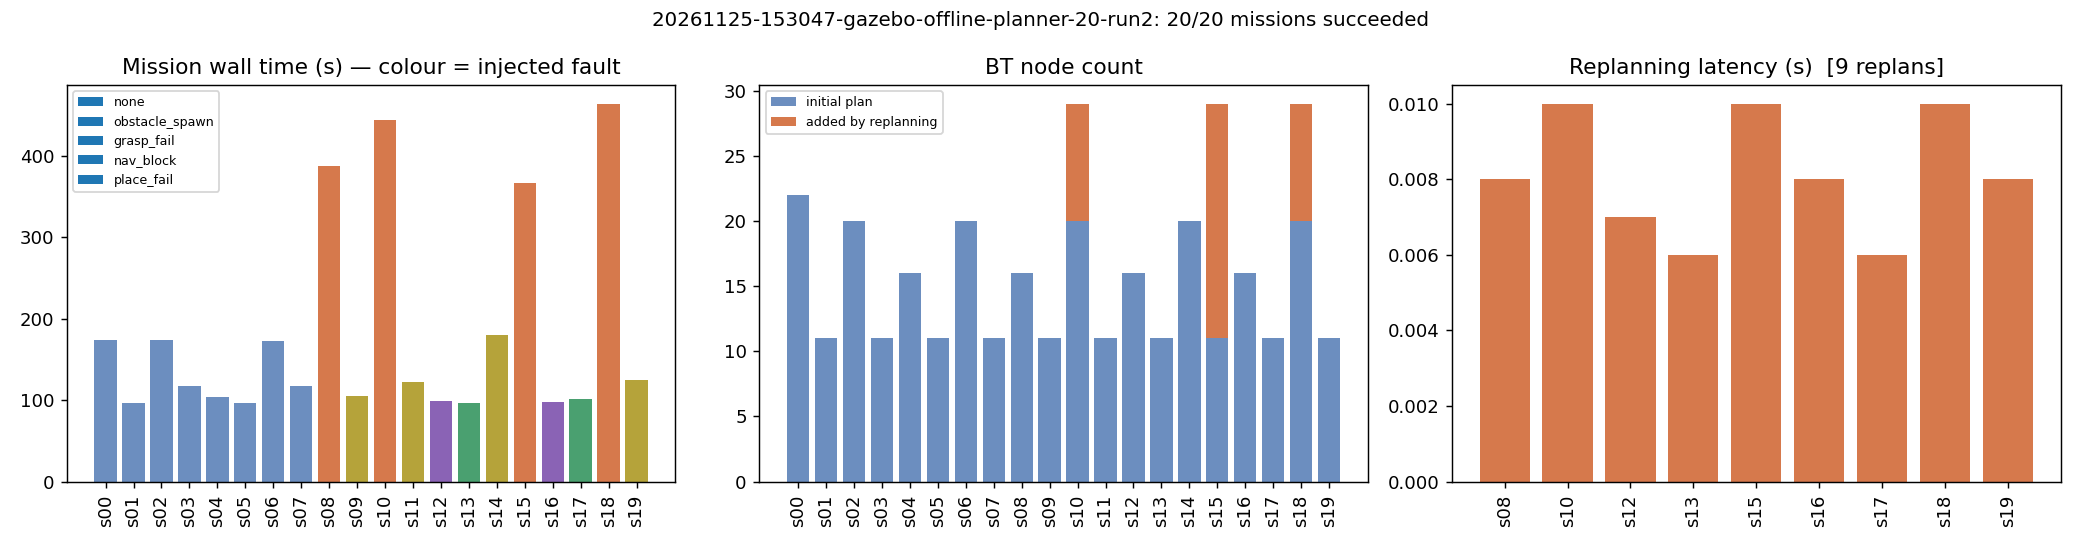 20261125-153047-gazebo-offline-planner-20-run2: 20/20 missions succeeded
Mission wall time (s) — colour = injected fault
none
obstacle_spawn
grasp_fail
nav_block
place_fail
400
300
200
100
0
s00 s01 s02 s03 s04 s05 s06 s07 s08 s09 s10 s11 s12 s13 s14 s15 s16 s17 s18 s19
BT node count
initial plan
added by replanning
30
25
20
15
10
5
0
s00 s01 s02 s03 s04 s05 s06 s07 s08 s09 s10 s11 s12 s13 s14 s15 s16 s17 s18 s19
Replanning latency (s)  [9 replans]
0.010
0.008
0.006
0.004
0.002
0.000
s08 s10 s12 s13 s15 s16 s17 s18 s19